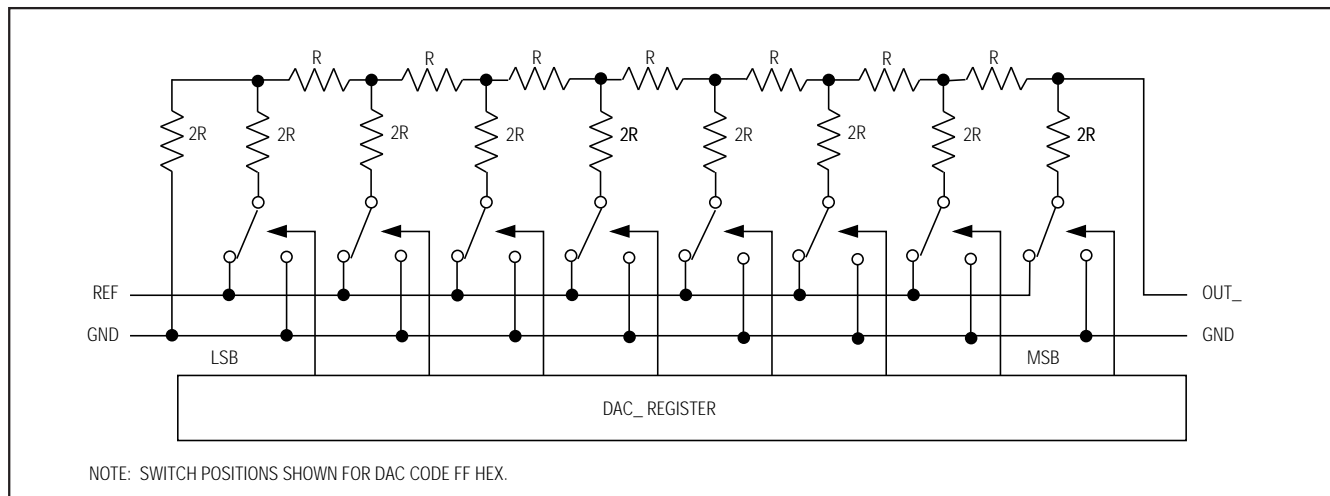 R R R R R R R
2R 2R 2R 2R 2R 2R 2R 2R 2R
REF OUT_
GND GND
LSB MSB
DAC_ REGISTER
NOTE: SWITCH POSITIONS SHOWN FOR DAC CODE FF HEX.